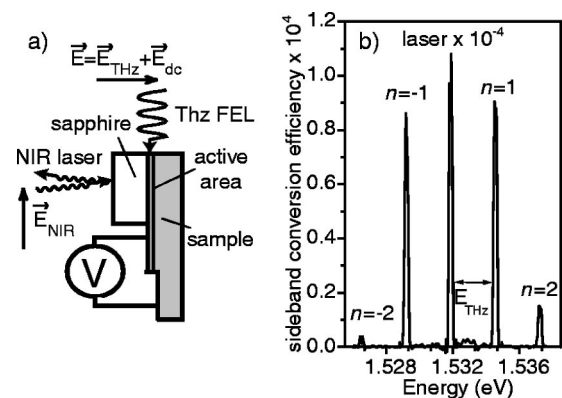 a)
E=E_THz+E_dc
Thz FEL
sapphire
NIR laser
active
area
E_NIR
sample
V
b)
sideband conversion efficiency x 10^4
laser x 10^-4
n=-1
n=1
E_THz
n=-2
n=2
1.0
0.8
0.6
0.4
0.2
0.0
1.528 1.532 1.536
Energy (eV)